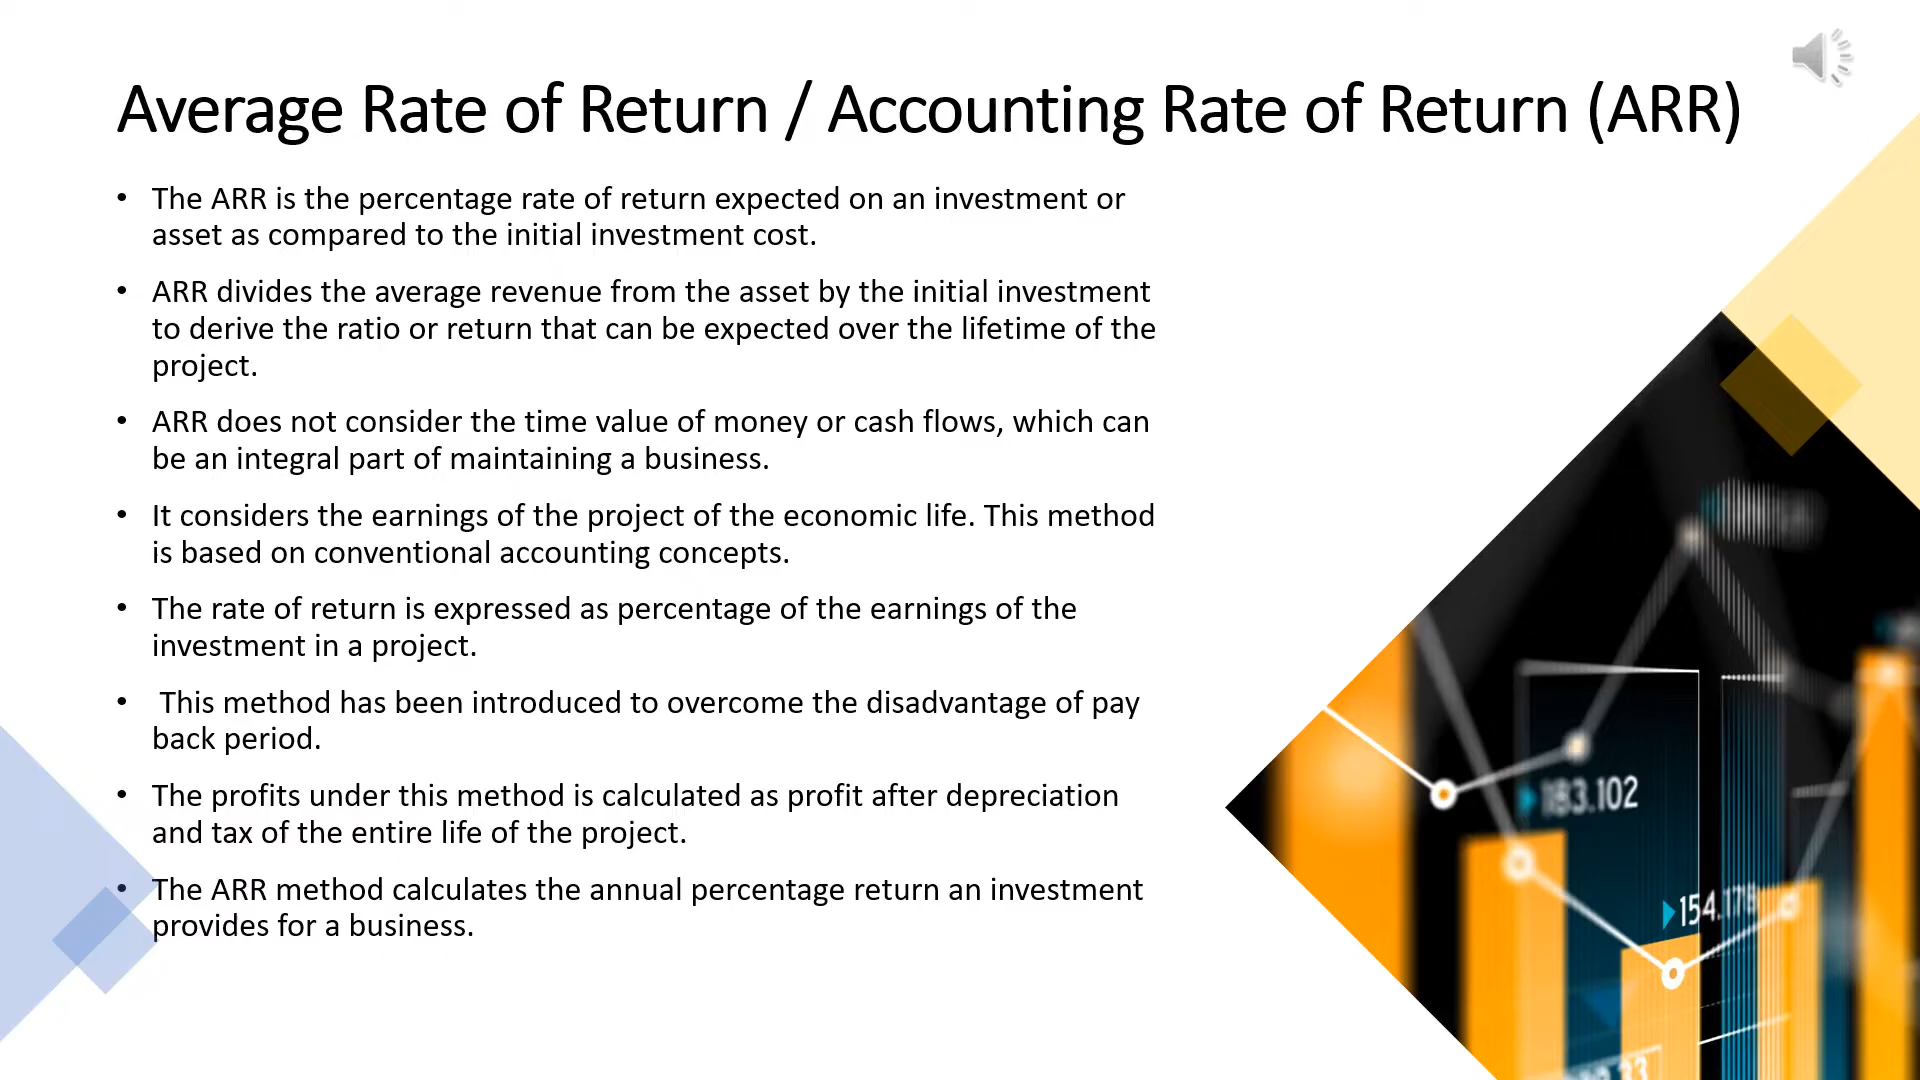 Average Rate of Return / Accounting Rate of Return (ARR)
• The ARR is the percentage rate of return expected on an investment or
asset as compared to the initial investment cost.
• ARR divides the average revenue from the asset by the initial investment
to derive the ratio or return that can be expected over the lifetime of the
project.
• ARR does not consider the time value of money or cash flows, which can
be an integral part of maintaining a business.
• It considers the earnings of the project of the economic life. This method
is based on conventional accounting concepts.
• The rate of return is expressed as percentage of the earnings of the
investment in a project.
• This method has been introduced to overcome the disadvantage of pay
back period.
• The profits under this method is calculated as profit after depreciation
and tax of the entire life of the project.
• The ARR method calculates the annual percentage return an investment
provides for a business.
183.102
154.178